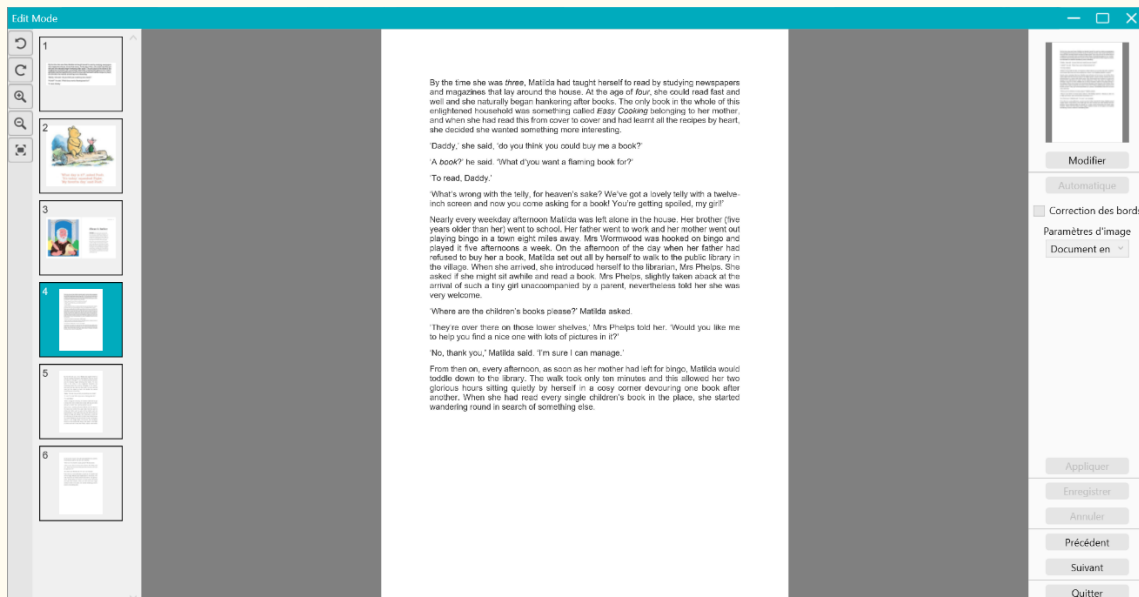 Edit Mode
1
2
3
4
5
6
By the time she was three, Matilda had taught herself to read by studying newspapers
and magazines that lay around the house. At the age of four, she could read fast and
well and she naturally began hankering after books. The only book in the whole of this
enlightened household was something called Easy Cooking belonging to her mother,
and when she had read this from cover to cover and had learnt all the recipes by heart,
she decided she wanted something more interesting.
'Daddy,' she said, 'do you think you could buy me a book?'
'A book?' he said. 'What d'you want a flaming book for?'
'To read, Daddy.'
'What's wrong with the telly, for heaven's sake? We've got a lovely telly with a twelve-
inch screen and now you come asking for a book! You're getting spoiled, my girl!'
Nearly every weekday afternoon Matilda was left alone in the house. Her brother (five
years older than her) went to school. Her father went to work and her mother went out
playing bingo in a town eight miles away. Mrs Wormwood was hooked on bingo and
played it five afternoons a week. On the afternoon of the day when her father had
refused to buy her a book, Matilda set out all by herself to walk to the public library in
the village. When she arrived, she introduced herself to the librarian, Mrs Phelps. She
asked if she might sit awhile and read a book. Mrs Phelps, slightly taken aback at the
arrival of such a tiny girl unaccompanied by a parent, nevertheless told her she was
very welcome.
'Where are the children's books please?' Matilda asked.
'They're over there on those lower shelves,' Mrs Phelps told her. 'Would you like me
to help you find a nice one with lots of pictures in it?'
'No, thank you,' Matilda said. 'I'm sure I can manage.'
From then on, every afternoon, as soon as her mother had left for bingo, Matilda would
toddle down to the library. The walk took only ten minutes and this allowed her two
glorious hours sitting quietly by herself in a cosy corner devouring one book after
another. When she had read every single children's book in the place, she started
wandering round in search of something else.
Modifier
Automatique
Correction des bords
Paramètres d'image
Document en
Appliquer
Enregistrer
Annuler
Précédent
Suivant
Quitter